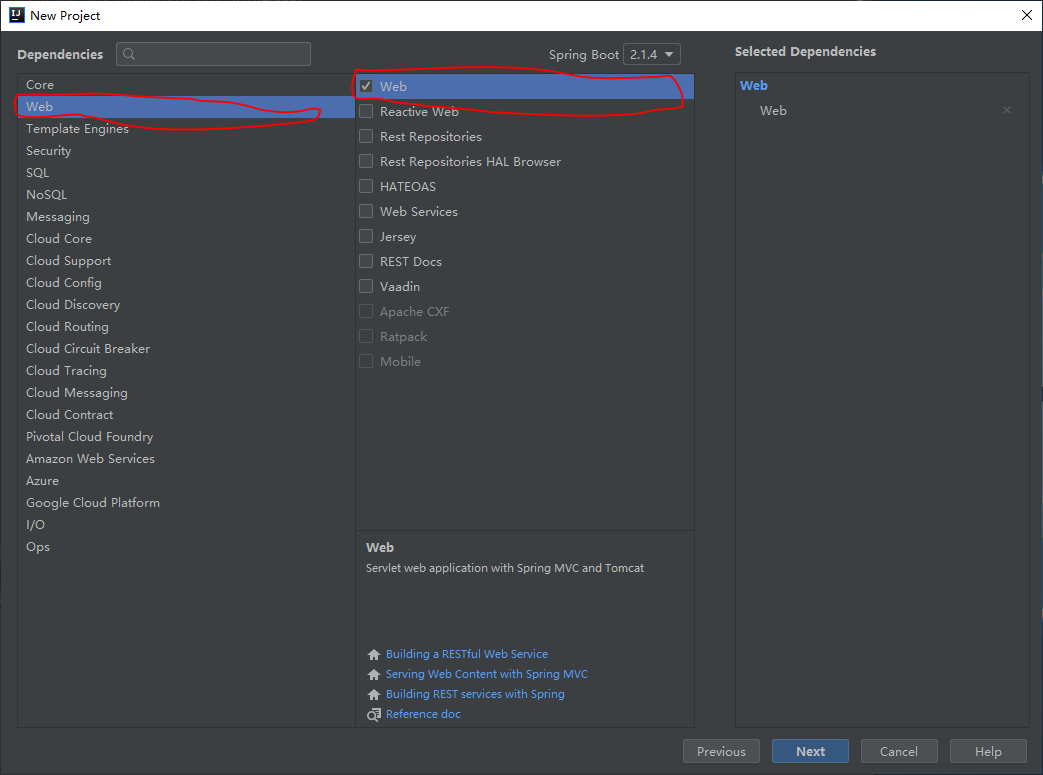 New Project
Dependencies
Spring Boot 2.1.4
Selected Dependencies
Core
Web
Template Engines
Security
SQL
NoSQL
Messaging
Cloud Core
Cloud Support
Cloud Config
Cloud Discovery
Cloud Routing
Cloud Circuit Breaker
Cloud Tracing
Cloud Messaging
Cloud Contract
Pivotal Cloud Foundry
Amazon Web Services
Azure
Google Cloud Platform
I/O
Ops
Web
Reactive Web
Rest Repositories
Rest Repositories HAL Browser
HATEOAS
Web Services
Jersey
REST Docs
Vaadin
Apache CXF
Ratpack
Mobile
Web
Servlet web application with Spring MVC and Tomcat
Building a RESTful Web Service
Serving Web Content with Spring MVC
Building REST services with Spring
Reference doc
Web
Web
Previous
Next
Cancel
Help